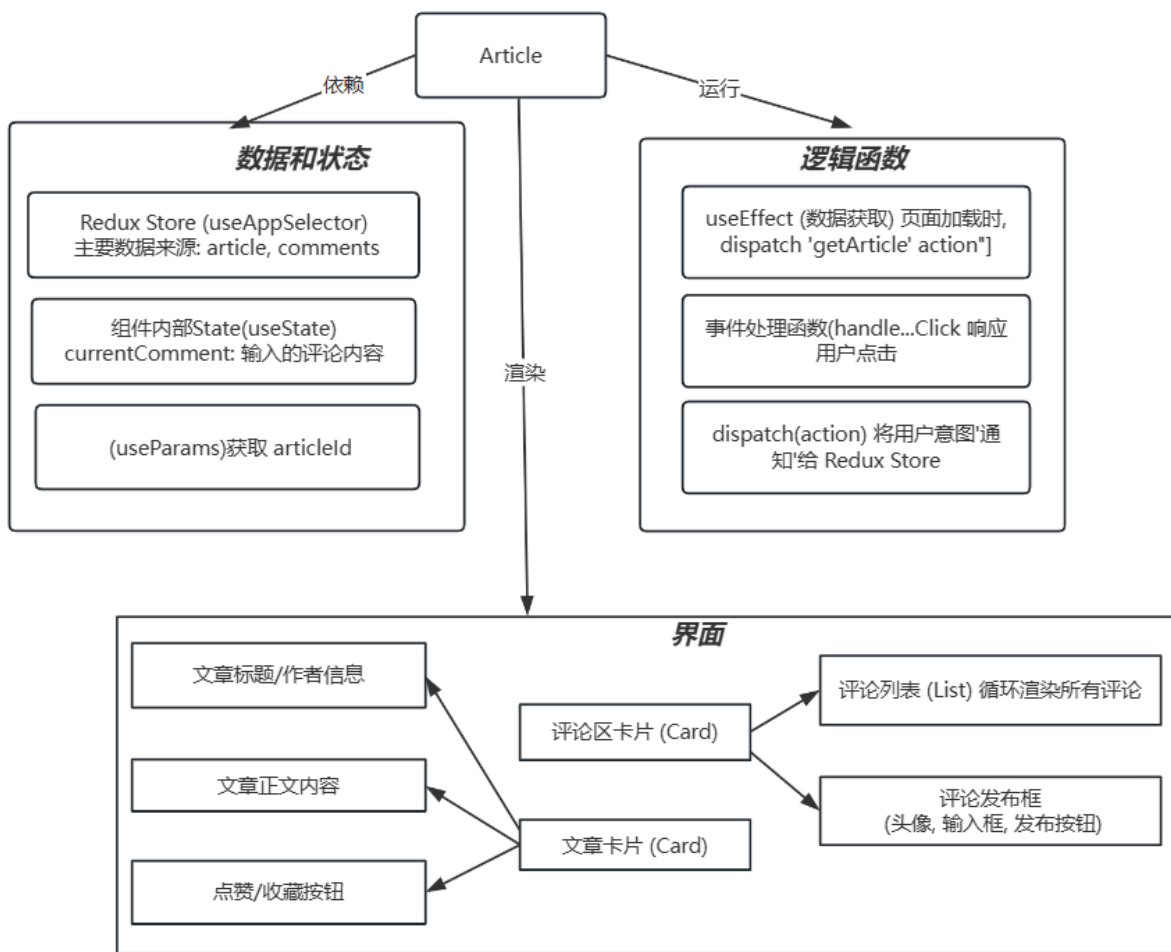 Article
依赖
运行
数据和状态
Redux Store (useAppSelector)
主要数据来源: article, comments
组件内部State(useState)
currentComment: 输入的评论内容
(useParams)获取 articleId
逻辑函数
useEffect (数据获取) 页面加载时,
dispatch 'getArticle' action"]
事件处理函数(handle...Click 响应
用户点击
dispatch(action) 将用户意图'通
知'给 Redux Store
渲染
界面
文章标题/作者信息
文章正文内容
点赞/收藏按钮
评论区卡片 (Card)
文章卡片 (Card)
评论列表 (List) 循环渲染所有评论
评论发布框
(头像, 输入框, 发布按钮)